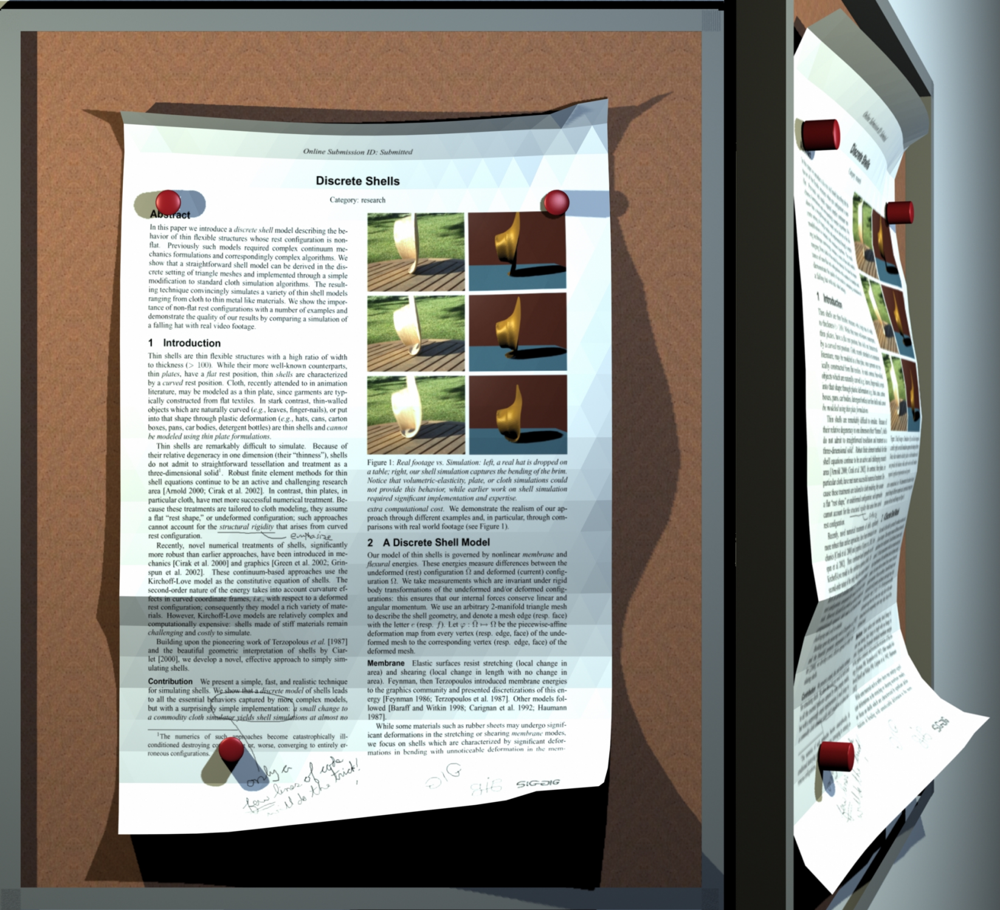 Online Submission ID: Submitted
Discrete Shells
Category: research
Abstract
In this paper we introduce a discrete shell model describing the be-
havior of thin flexible structures whose rest configuration is non-
flat. Previously such models required complex continuum me-
chanics formulations and correspondingly complex algorithms. We
show that a straightforward shell model can be derived in the dis-
crete setting of triangle meshes and implemented through a simple
modification to standard cloth simulation algorithms. The result-
ing technique convincingly simulates a variety of thin shell models
ranging from cloth to thin metal like materials. We show the impor-
tance of non-flat rest configurations with a number of examples and
demonstrate the quality of our results by comparing a simulation of
a falling hat with real video footage.
1 Introduction
Thin shells are thin flexible structures with a high ratio of width
to thickness (> 100). While their more well-known counterparts,
thin plates, have a flat rest position, thin shells are characterized
by a curved rest position. Cloth, recently attended to in animation
literature, may be modeled as a thin plate, since garments are typ-
ically constructed from flat textiles. In stark contrast, thin-walled
objects which are naturally curved (e.g., leaves, finger-nails), or put
into that shape through plastic deformation (e.g., hats, cans, carton
boxes, pans, car bodies, detergent bottles) are thin shells and cannot
be modeled using thin plate formulations.
Thin shells are remarkably difficult to simulate. Because of
their relative degeneracy in one dimension (their “thinness”), shells
do not admit to straightforward tessellation and treatment as a
three-dimensional solid¹. Robust finite element methods for thin
shell equations continue to be an active and challenging research
area [Arnold 2000; Cirak et al. 2002]. In contrast, thin plates, in
particular cloth, have met more successful numerical treatment. Be-
cause these treatments are tailored to cloth modeling, they assume
a flat “rest shape,” or undeformed configuration; such approaches
cannot account for the structural rigidity that arises from curved
rest configuration.
emphasize
Recently, novel numerical treatments of shells, significantly
more robust than earlier approaches, have been introduced in me-
chanics [Cirak et al. 2000] and graphics [Green et al. 2002; Grin-
spun et al. 2002]. These continuum-based approaches use the
Kirchoff-Love model as the constitutive equation of shells. The
second-order nature of the energy takes into account curvature ef-
fects in curved coordinate frames, i.e., with respect to a deformed
rest configuration; consequently they model a rich variety of mate-
rials. However, Kirchoff-Love models are relatively complex and
computationally expensive: shells made of stiff materials remain
challenging and costly to simulate.
Building upon the pioneering work of Terzopolous et al. [1987]
and the beautiful geometric interpretation of shells by Ciar-
let [2000], we develop a novel, effective approach to simply sim-
ulating shells.
Contribution We present a simple, fast, and realistic technique
for simulating shells. We show that a discrete model of shells leads
to all the essential behaviors captured by more complex models,
but with a surprisingly simple implementation: a small change to
a commodity cloth simulator yields shell simulations at almost no
¹The numerics of such approaches become catastrophically ill-
conditioned destroying or, worse, converging to entirely er-
roneous configurations.
only a
few lines of code
will do the trick!
Figure 1: Real footage vs. Simulation: left, a real hat is dropped on
a table; right, our shell simulation captures the bending of the brim.
Notice that volumetric-elasticity, plate, or cloth simulations could
not provide this behavior, while earlier work on shell simulation
required significant implementation and expertise.
extra computational cost. We demonstrate the realism of our ap-
proach through different examples and, in particular, through com-
parisons with real world footage (see Figure 1).
2 A Discrete Shell Model
Our model of thin shells is governed by nonlinear membrane and
flexural energies. These energies measure differences between the
undeformed (rest) configuration Ω̄ and deformed (current) config-
uration Ω. We take measurements which are invariant under rigid
body transformations of the undeformed and/or deformed config-
urations: this ensures that our internal forces conserve linear and
angular momentum. We use an arbitrary 2-manifold triangle mesh
to describe the shell geometry, and denote a mesh edge (resp. face)
with the letter e (resp. f). Let φ : Ω̄ ↦ Ω be the piecewise-affine
deformation map from every vertex (resp. edge, face) of the unde-
formed mesh to the corresponding vertex (resp. edge, face) of the
deformed mesh.
Membrane Elastic surfaces resist stretching (local change in
area) and shearing (local change in length with no change in
area). Feynman, then Terzopoulos introduced membrane energies
to the graphics community and presented discretizations of this en-
ergy [Feynman 1986; Terzopoulos et al. 1987]. Other models fol-
lowed [Baraff and Witkin 1998; Carignan et al. 1992; Haumann
1987].
While some materials such as rubber sheets may undergo signif-
icant deformations in the stretching or shearing membrane modes,
we focus on shells which are characterized by significant defor-
mations in bending with unnoticeable deformation in the mem-
Discrete Shells
1 Introduction